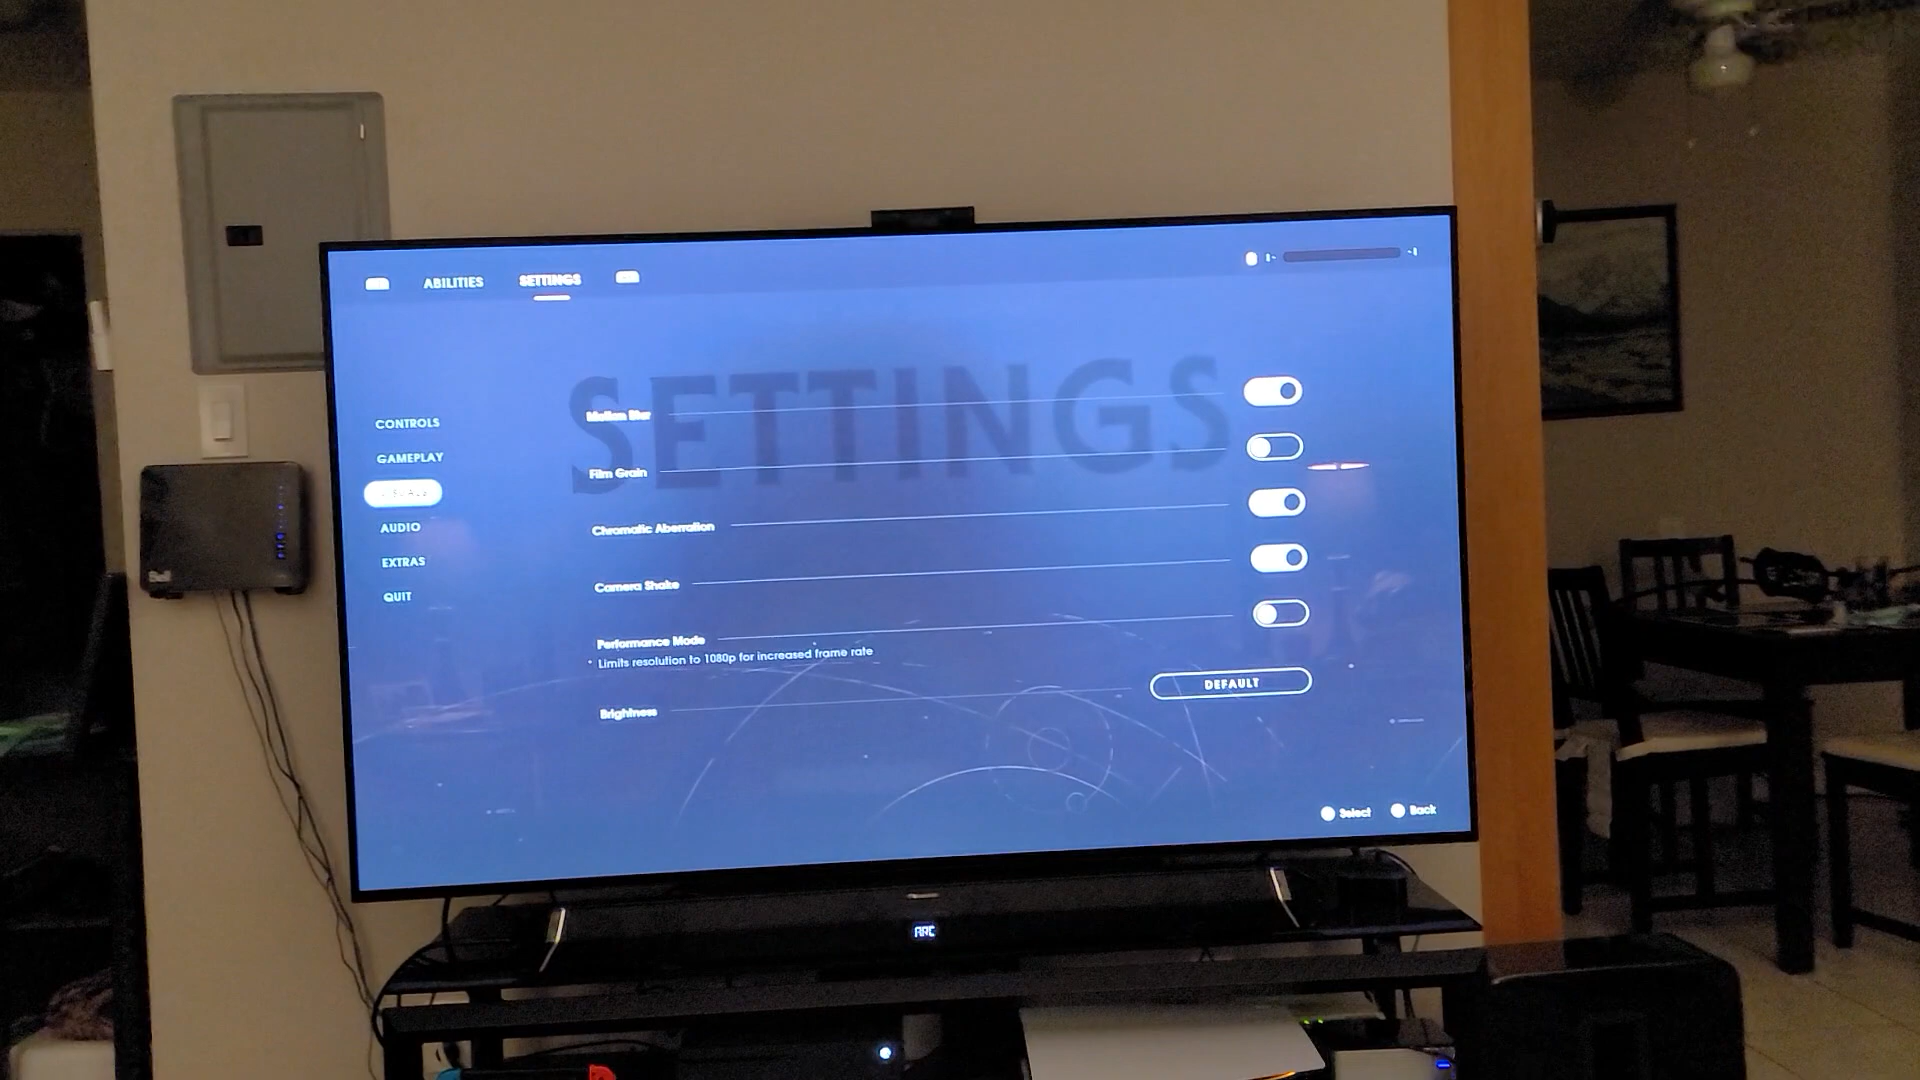 ABILITIES
SETTINGS
SETTINGS
CONTROLS
GAMEPLAY
AUDIO
EXTRAS
QUIT
Motion Blur
Film Grain
Chromatic Aberration
Camera Shake
Performance Mode
Limits resolution to 1080p for increased frame rate
Brightness
DEFAULT
Select
Back
Bell
ARC